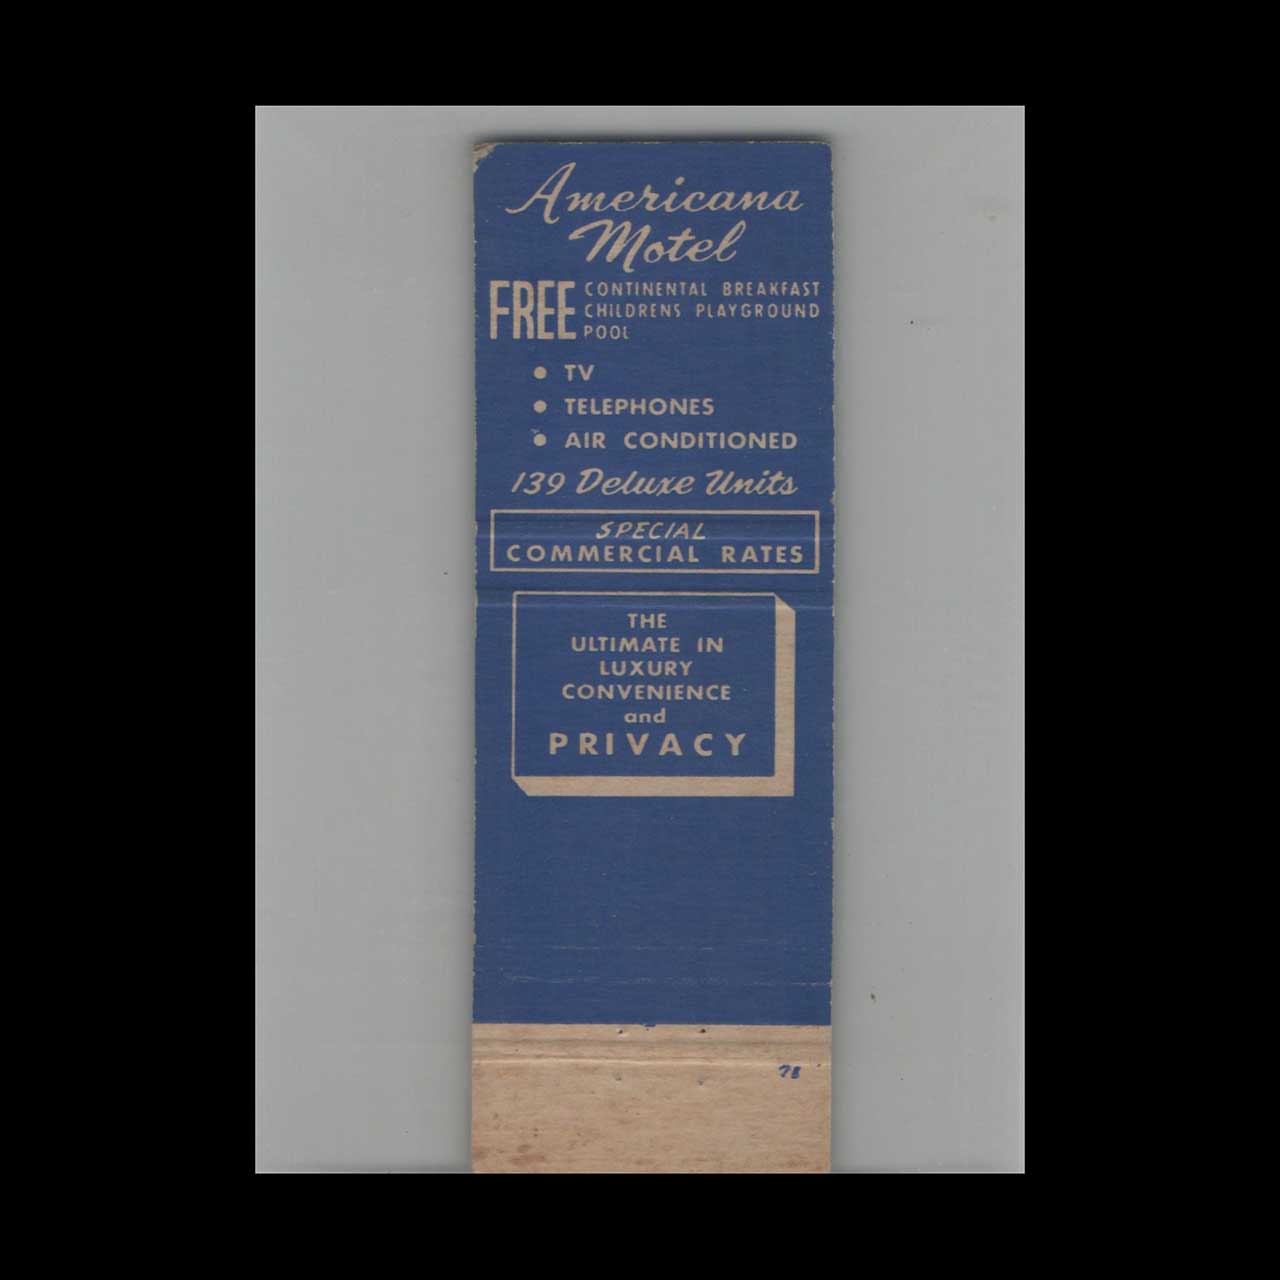 Americana
Motel
FREE CONTINENTAL BREAKFAST
CHILDRENS PLAYGROUND
POOL
• TV
• TELEPHONES
• AIR CONDITIONED
139 Deluxe Units
SPECIAL
COMMERCIAL RATES
THE
ULTIMATE IN
LUXURY
CONVENIENCE
and
PRIVACY
78